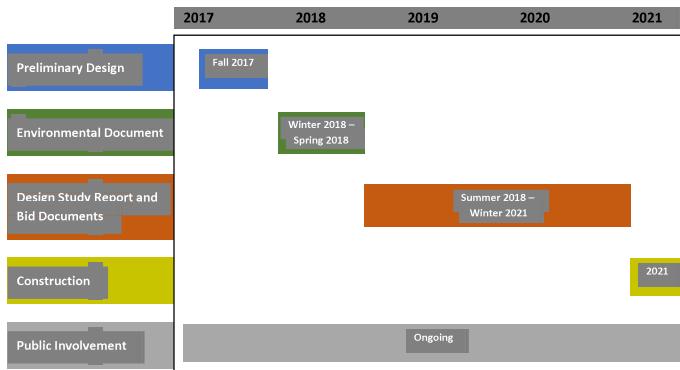 2017 2018 2019 2020 2021
Preliminary Design
Fall 2017
Environmental Document
Winter 2018 –
Spring 2018
Design Study Report and
Bid Documents
Summer 2018 –
Winter 2021
Construction
2021
Public Involvement
Ongoing